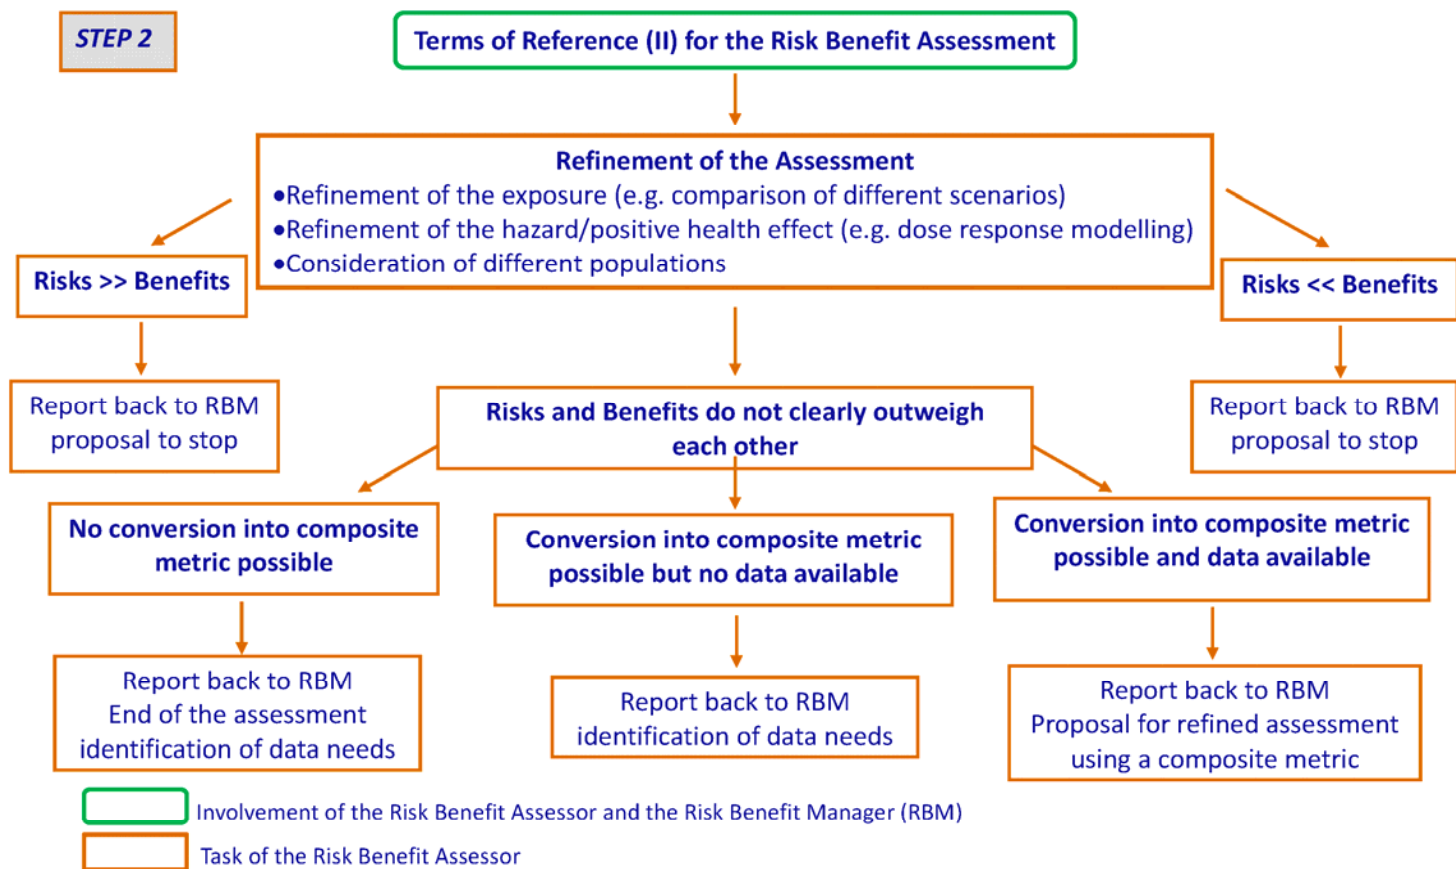 STEP 2
Terms of Reference (II) for the Risk Benefit Assessment
Refinement of the Assessment
•Refinement of the exposure (e.g. comparison of different scenarios)
•Refinement of the hazard/positive health effect (e.g. dose response modelling)
•Consideration of different populations
Risks >> Benefits
Risks << Benefits
Report back to RBM
proposal to stop
Risks and Benefits do not clearly outweigh
each other
Report back to RBM
proposal to stop
No conversion into composite
metric possible
Conversion into composite metric
possible but no data available
Conversion into composite metric
possible and data available
Report back to RBM
End of the assessment
identification of data needs
Report back to RBM
identification of data needs
Report back to RBM
Proposal for refined assessment
using a composite metric
Involvement of the Risk Benefit Assessor and the Risk Benefit Manager (RBM)
Task of the Risk Benefit Assessor